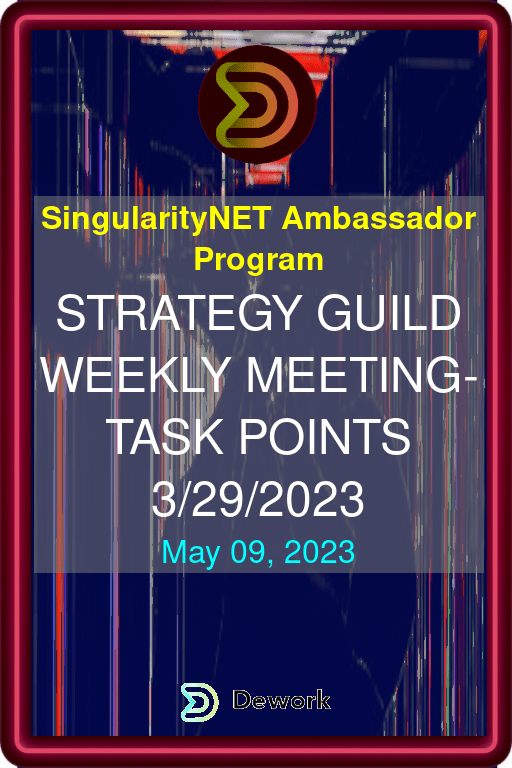 SingularityNET Ambassador
Program
STRATEGY GUILD
WEEKLY MEETING-
TASK POINTS
3/29/2023
May 09, 2023
Dework